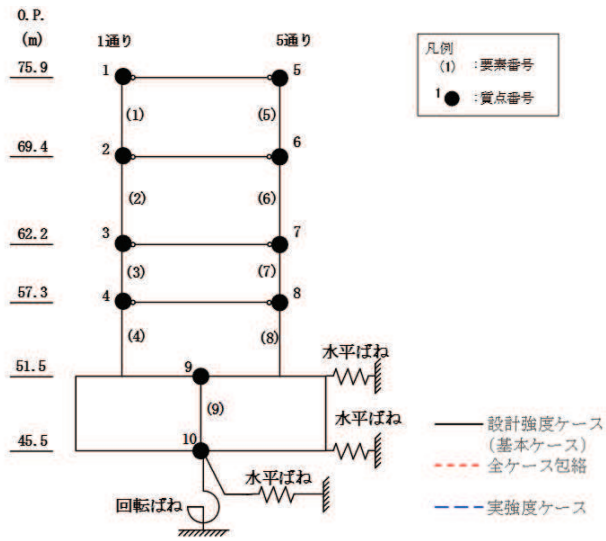 O.P.
(m)
1通り
5通り
凡例
(1) :要素番号
1 :質点番号
75.9
1
5
(1)
(5)
69.4
2
6
(2)
(6)
62.2
3
7
(3)
(7)
57.3
4
8
(4)
(8)
水平ばね
51.5
9
(9)
水平ばね
45.5
10
水平ばね
回転ばね
設計強度ケース
(基本ケース)
全ケース包絡
実強度ケース